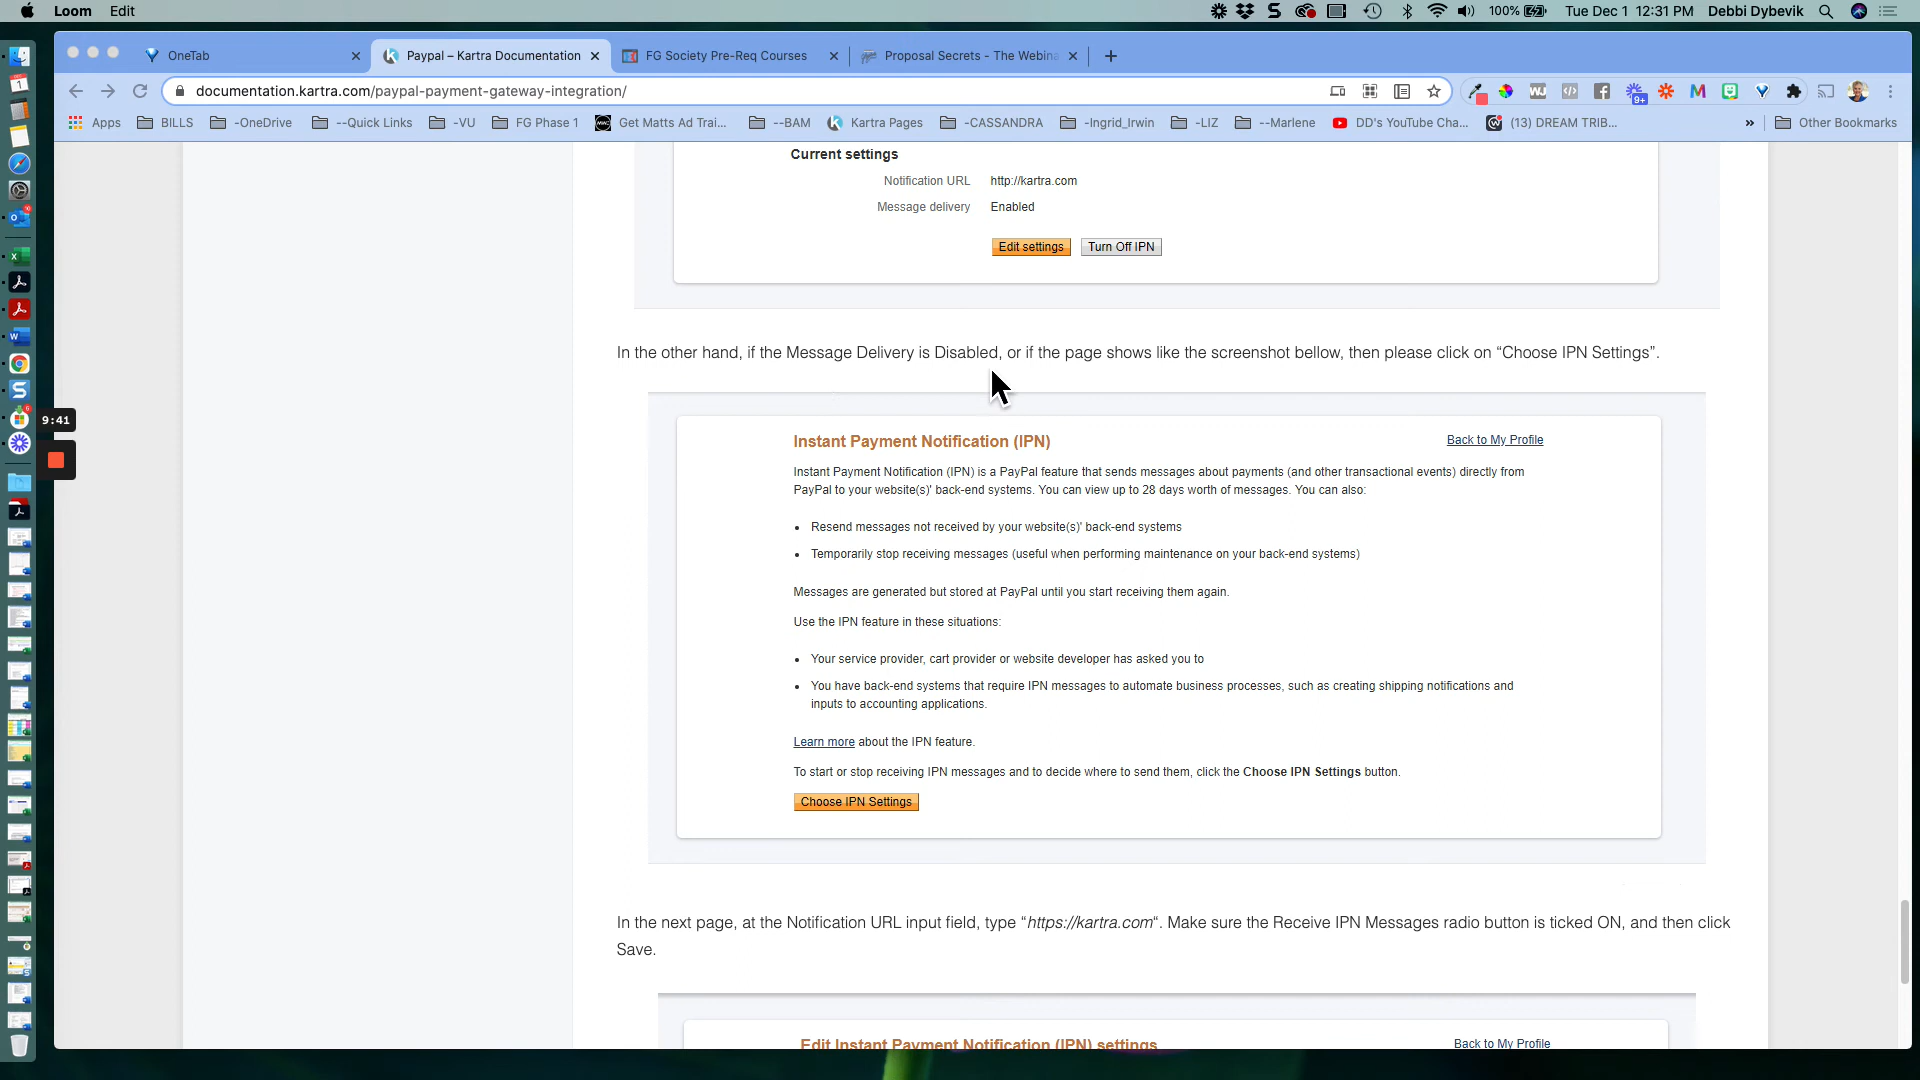 Loom Edit
100% Tue Dec 1 12:31 PM Debbi Dybevik
OneTab
Paypal – Kartra Documentation
FG Society Pre-Req Courses
Proposal Secrets - The Webina
documentation.kartra.com/paypal-payment-gateway-integration/
Apps BILLS -OneDrive --Quick Links -VU FG Phase 1 Get Matts Ad Trai... --BAM Kartra Pages -CASSANDRA -Ingrid_Irwin -LIZ --Marlene DD's YouTube Cha... (13) DREAM TRIB... » Other Bookmarks
9:41
Current settings
Notification URL http://kartra.com
Message delivery Enabled
Edit settings Turn Off IPN
In the other hand, if the Message Delivery is Disabled, or if the page shows like the screenshot bellow, then please click on “Choose IPN Settings”.
Instant Payment Notification (IPN) Back to My Profile
Instant Payment Notification (IPN) is a PayPal feature that sends messages about payments (and other transactional events) directly from
PayPal to your website(s)' back-end systems. You can view up to 28 days worth of messages. You can also:
• Resend messages not received by your website(s)' back-end systems
• Temporarily stop receiving messages (useful when performing maintenance on your back-end systems)
Messages are generated but stored at PayPal until you start receiving them again.
Use the IPN feature in these situations:
• Your service provider, cart provider or website developer has asked you to
• You have back-end systems that require IPN messages to automate business processes, such as creating shipping notifications and
inputs to accounting applications.
Learn more about the IPN feature.
To start or stop receiving IPN messages and to decide where to send them, click the Choose IPN Settings button.
Choose IPN Settings
In the next page, at the Notification URL input field, type “https://kartra.com“. Make sure the Receive IPN Messages radio button is ticked ON, and then click
Save.
Edit Instant Payment Notification (IPN) settings Back to My Profile